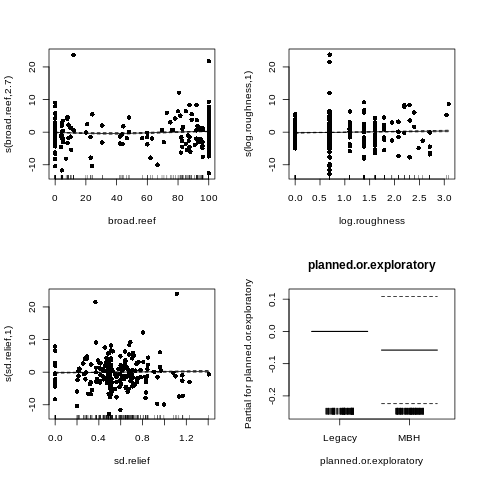 s(broad.reef,2.7)
-10 0 10 20
0 20 40 60 80 100
broad.reef
s(log.roughness,1)
-10 0 10 20
0.0 0.5 1.0 1.5 2.0 2.5 3.0
log.roughness
s(sd.relief,1)
-10 0 10 20
0.0 0.4 0.8 1.2
sd.relief
planned.or.exploratory
Partial for planned.or.exploratory
-0.2 -0.1 0.0 0.1
Legacy MBH
planned.or.exploratory